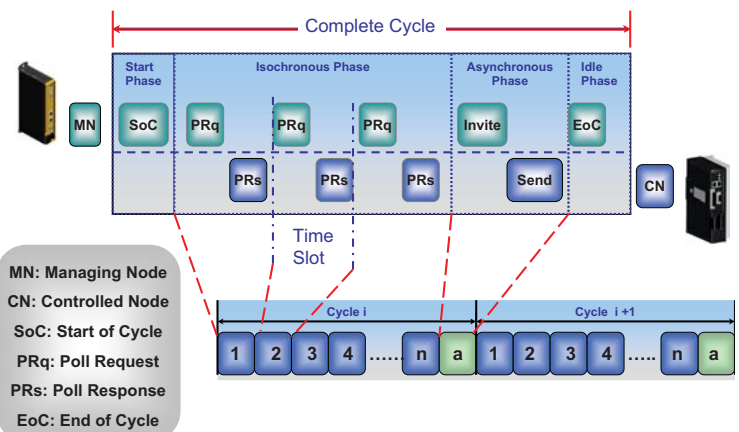 Complete Cycle
Start Phase
Isochronous Phase
Asynchronous Phase
Idle Phase
MN SoC PRq PRq PRq Invite EoC
PRs PRs PRs Send CN
Time Slot
MN: Managing Node
CN: Controlled Node
SoC: Start of Cycle
PRq: Poll Request
PRs: Poll Response
EoC: End of Cycle
Cycle i Cycle i +1
1 2 3 4 ...... n a 1 2 3 4 ..... n a